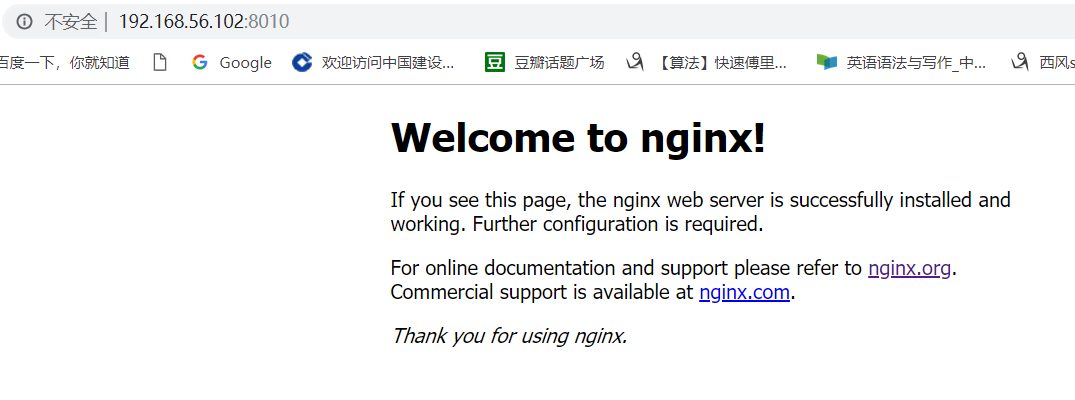 不安全 | 192.168.56.102:8010
百度一下，你就知道 Google 欢迎访问中国建设... 豆 豆瓣话题广场 【算法】快速傅里... 英语语法与写作_中... 西风s
Welcome to nginx!
If you see this page, the nginx web server is successfully installed and
working. Further configuration is required.
For online documentation and support please refer to nginx.org.
Commercial support is available at nginx.com.
Thank you for using nginx.